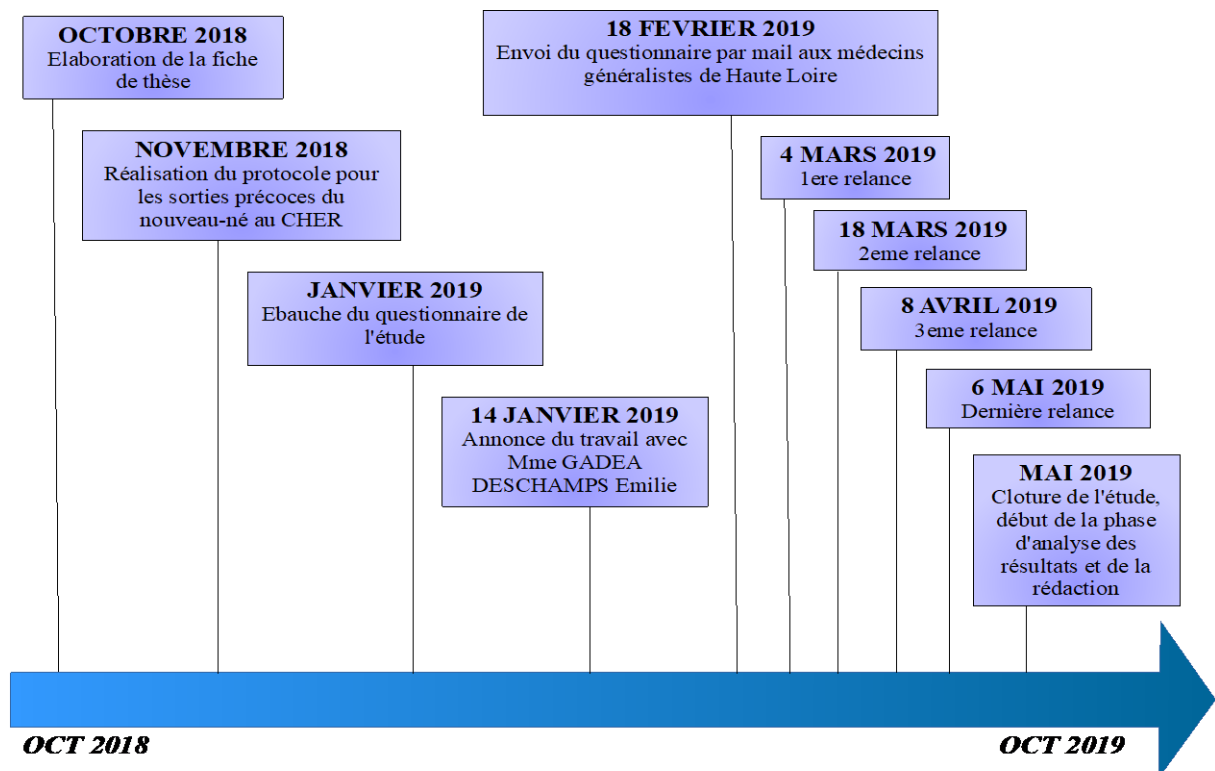 OCTOBRE 2018
Elaboration de la fiche
de thèse
NOVEMBRE 2018
Réalisation du protocole pour
les sorties précoces du
nouveau-né au CHER
JANVIER 2019
Ebauche du questionnaire de
l'étude
14 JANVIER 2019
Annonce du travail avec
Mme GADEA
DESCHAMPS Emilie
18 FEVRIER 2019
Envoi du questionnaire par mail aux médecins
généralistes de Haute Loire
4 MARS 2019
1ere relance
18 MARS 2019
2eme relance
8 AVRIL 2019
3eme relance
6 MAI 2019
Dernière relance
MAI 2019
Cloture de l'étude,
début de la phase
d'analyse des
résultats et de la
rédaction
OCT 2018
OCT 2019